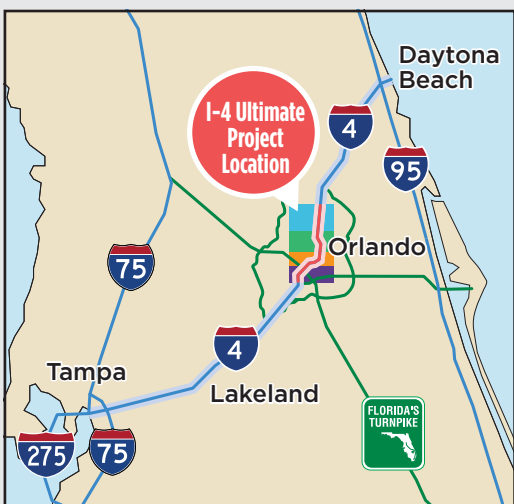 Daytona
Beach
I-4 Ultimate
Project
Location
4
95
Orlando
75
4
Tampa
Lakeland
FLORIDA'S
TURNPIKE
275
75